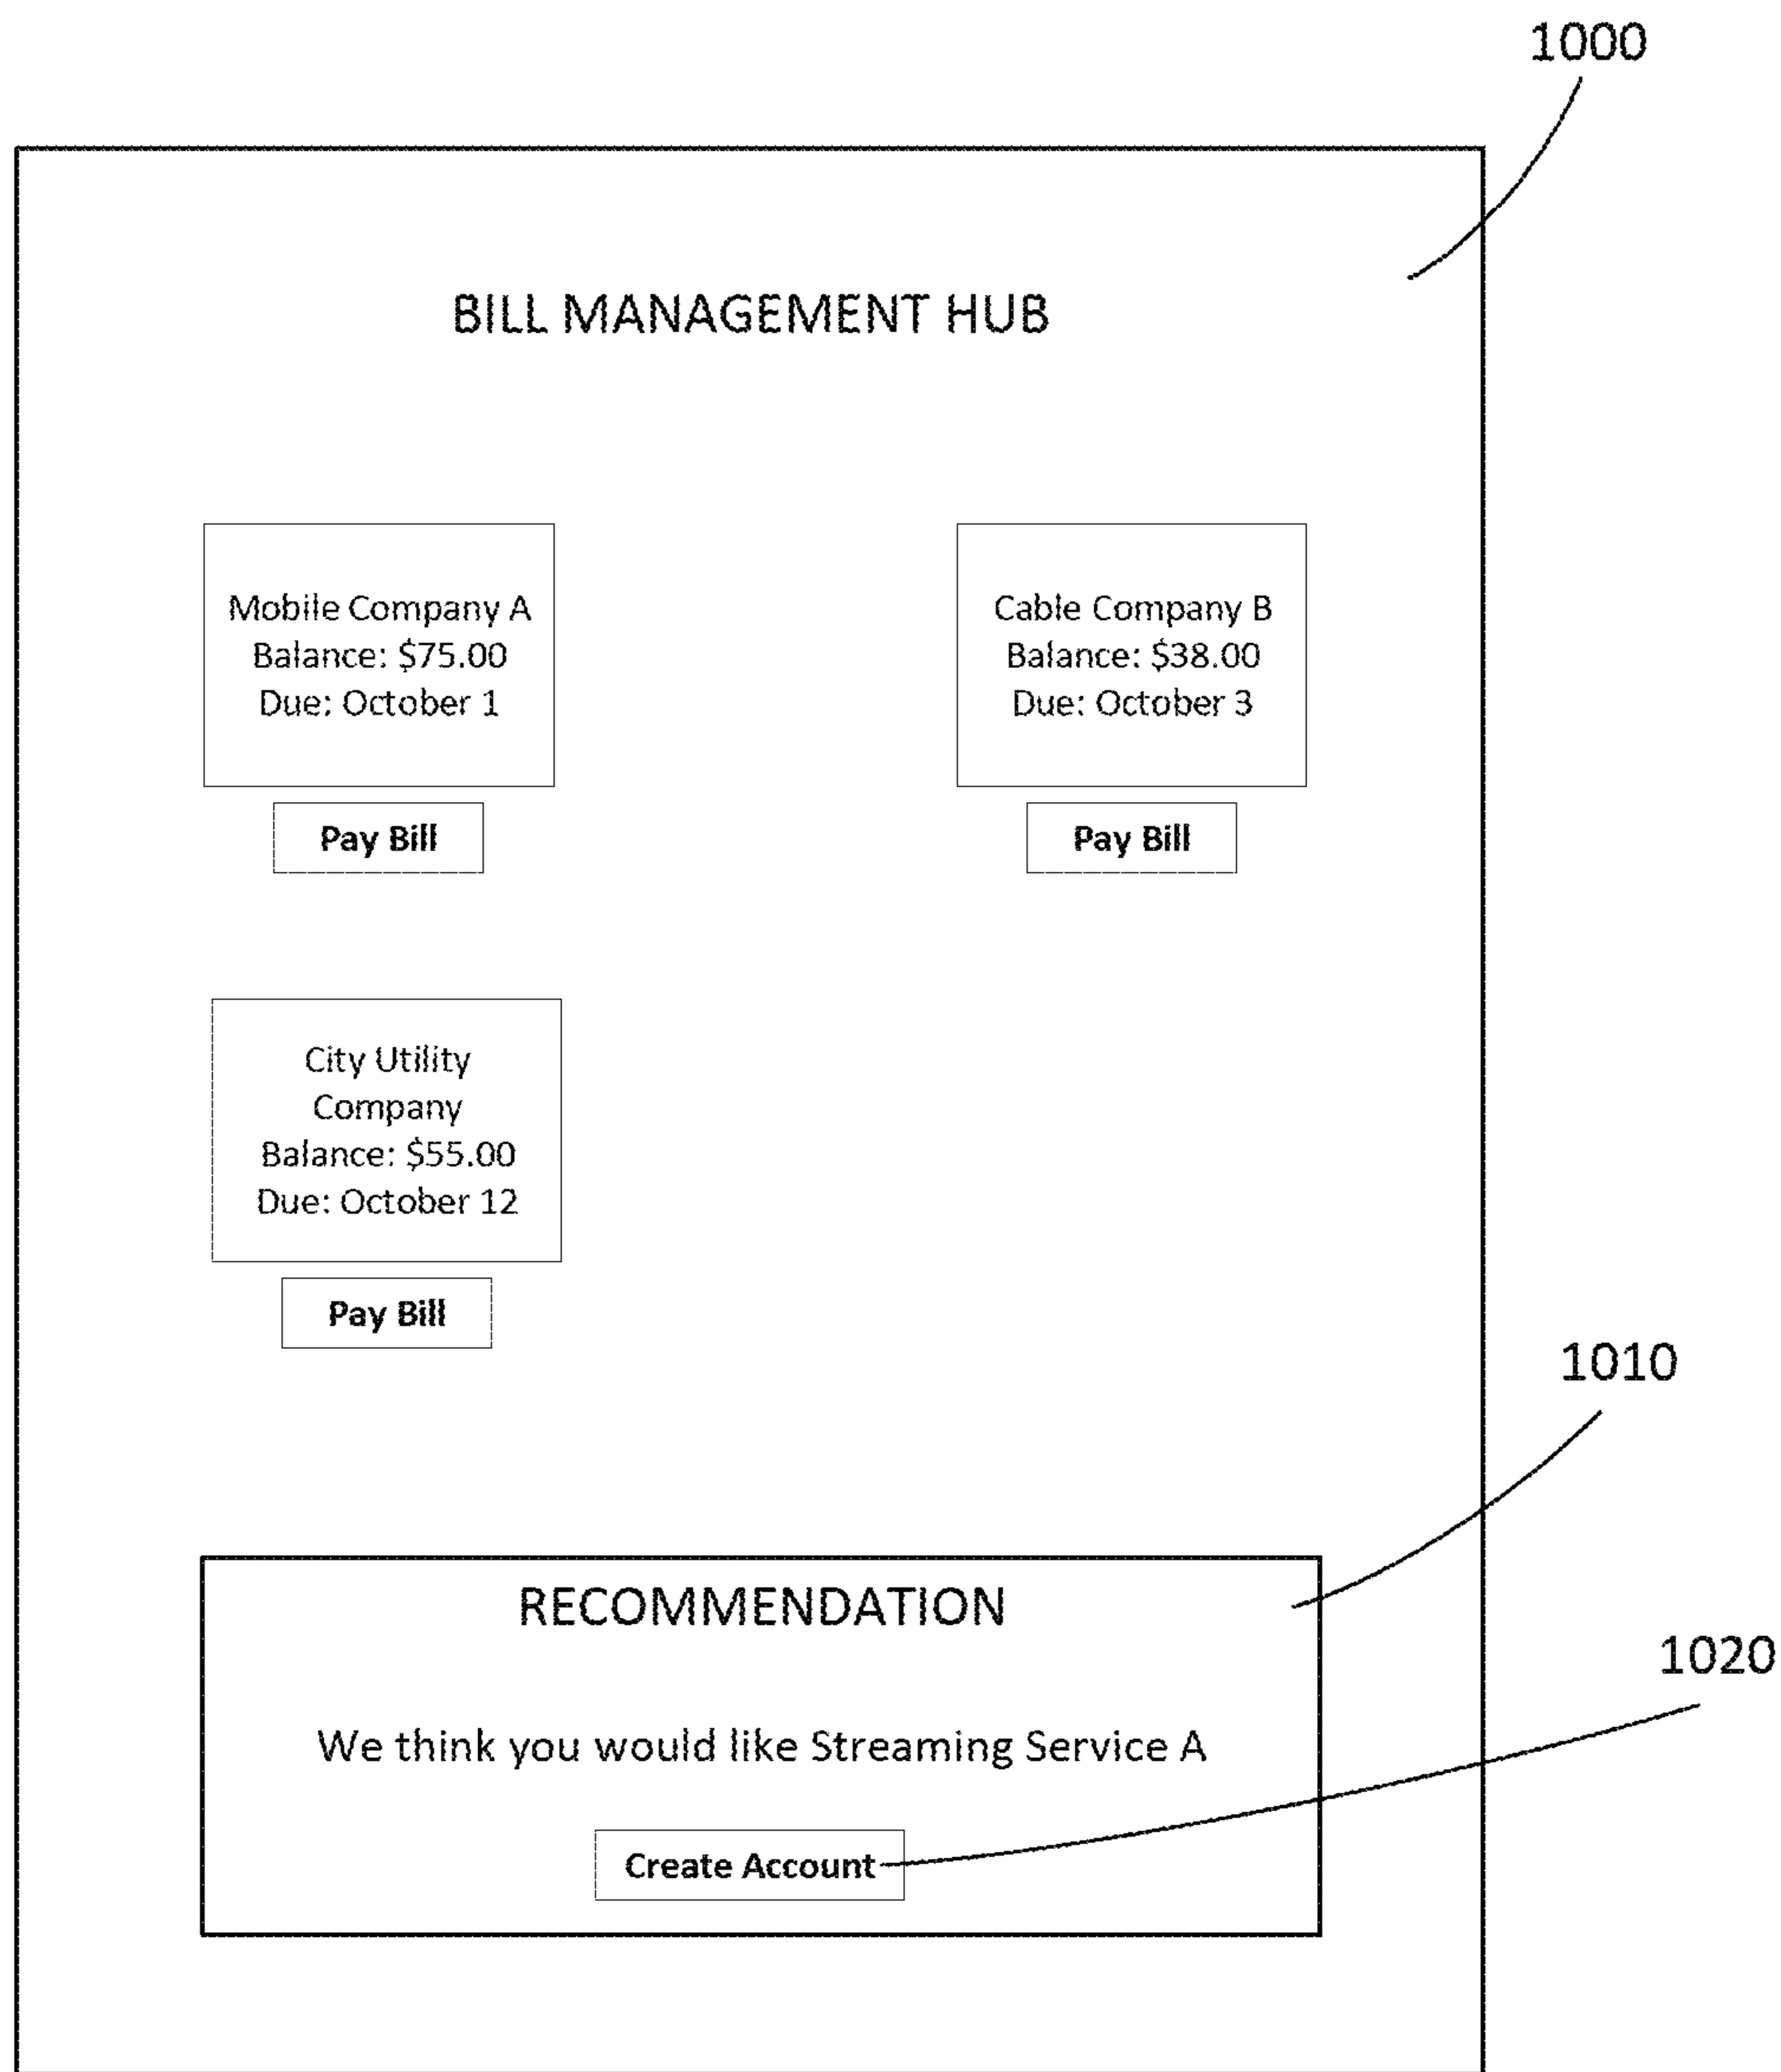 1000
BILL MANAGEMENT HUB
Mobile Company A
Balance: $75.00
Due: October 1
Pay Bill
Cable Company B
Balance: $38.00
Due: October 3
Pay Bill
City Utility
Company
Balance: $55.00
Due: October 12
Pay Bill
1010
RECOMMENDATION
We think you would like Streaming Service A
1020
Create Account